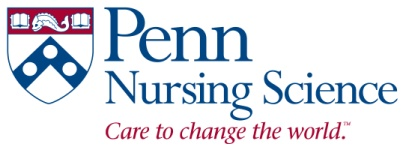 Penn
Nursing Science
Care to change the world.™